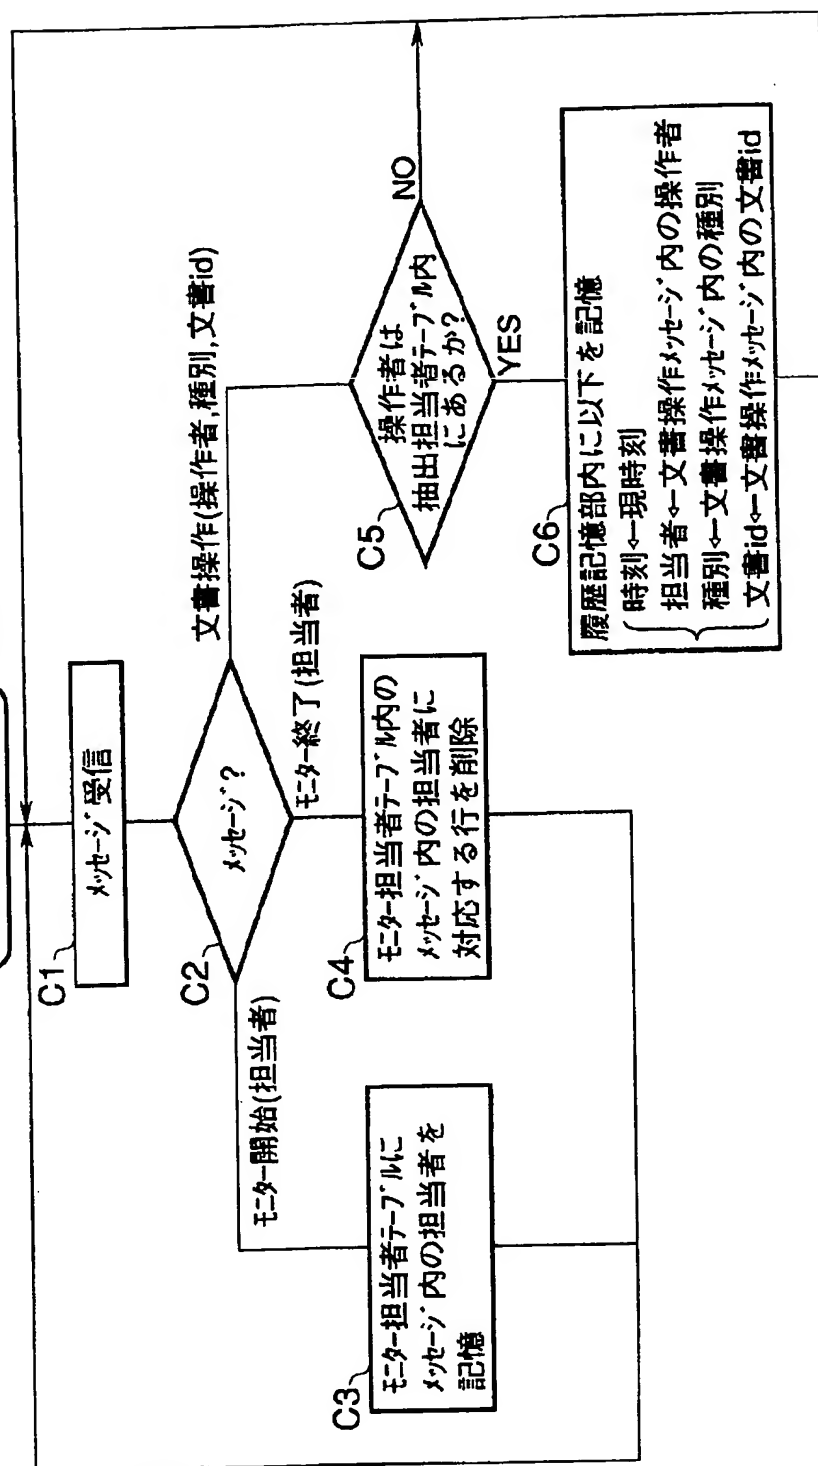 C1
メッセージ受信
C2
メッセージ?
モニター開始(担当者)
モニター終了(担当者)
文書操作(操作者,種別,文書id)
C3
モニター担当者テーブルに
メッセージ内の担当者を
記憶
C4
モニター担当者テーブル内の
メッセージ内の担当者に
対応する行を削除
C5
操作者は
抽出担当者テーブル内
にあるか?
NO
YES
C6
履歴記憶部内に以下を記憶
時刻←現時刻
担当者←文書操作メッセージ内の操作者
種別←文書操作メッセージ内の種別
文書id←文書操作メッセージ内の文書id